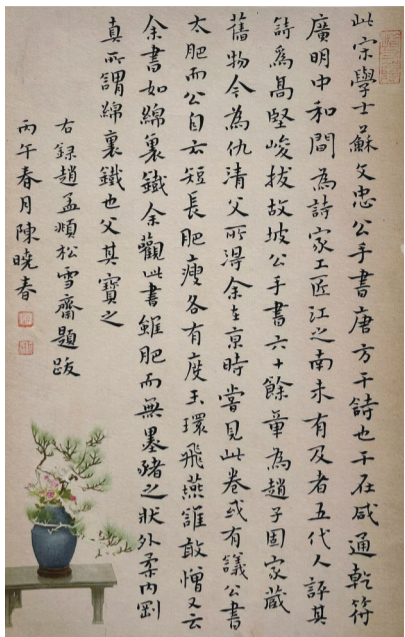 此宋學士蘇文忠公手書唐方干詩也干在咸通乾符
廣明中和間為詩家工匠江之南未有及者五代人評其
詩為髙堅峻拔故坡公手書六十餘章為趙子固家蔵
舊物今為仇清父所得余在京時嘗見此卷或有議公書
太肥而公自云短長肥瘦各有度玉環飛燕誰敢憎又云
余書如綿裏鐵余觀此書雖肥而無墨猪之狀外柔内剛
真所謂綿裏鐵也父其寶之
右録趙孟頫松雪齋題跋
丙午春月陳曉春